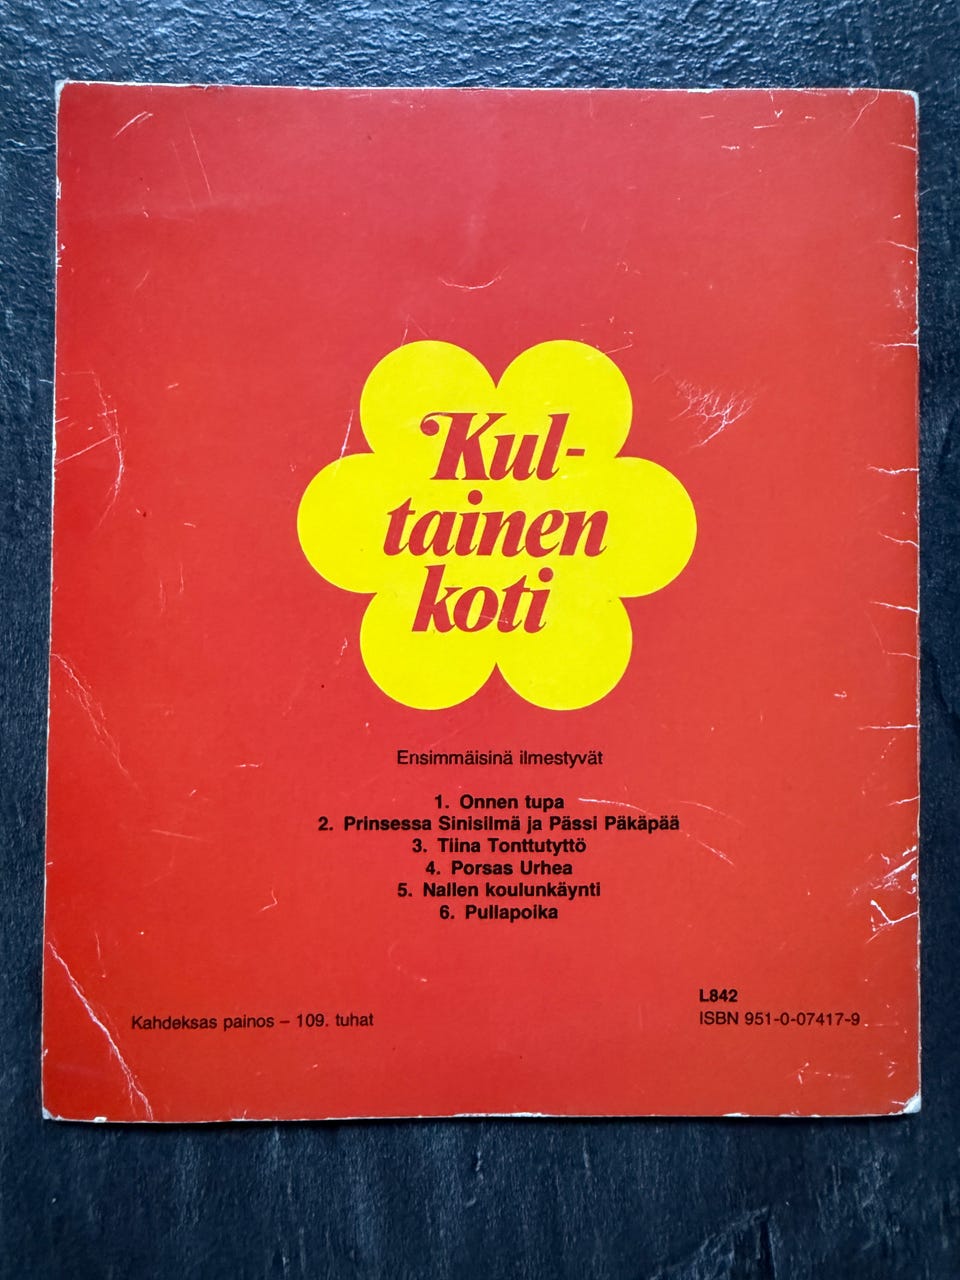 Kul-
tainen
koti
Ensimmäisinä ilmestyvät
1. Onnen tupa
2. Prinsessa Sinisilmä ja Pässi Päkäpää
3. Tiina Tonttutyttö
4. Porsas Urhea
5. Nallen koulunkäynti
6. Pullapoika
Kahdeksas painos – 109. tuhat
L842
ISBN 951-0-07417-9